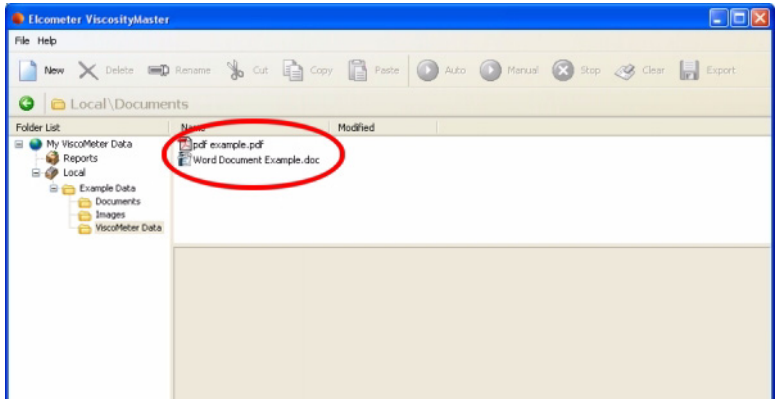 Elcometer ViscosityMaster
File Help
New Delete Rename Cut Copy Paste Auto Manual Stop Clear Export
Local\Documents
Folder List Name Modified
My ViscoMeter Data
Reports
Local
Example Data
Documents
Images
ViscoMeter Data
pdf example.pdf
Word Document Example.doc